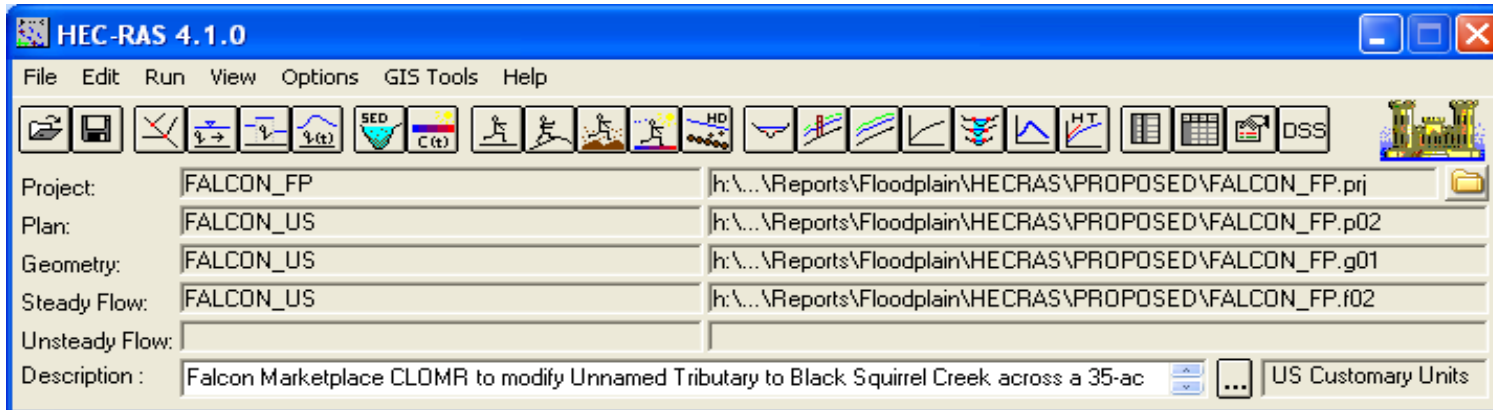 HEC-RAS 4.1.0
File Edit Run View Options GIS Tools Help
q(t) SED C(t) HD HT DSS
Project: FALCON_FP h:\...\Reports\Floodplain\HECRAS\PROPOSED\FALCON_FP.prj
Plan: FALCON_US h:\...\Reports\Floodplain\HECRAS\PROPOSED\FALCON_FP.p02
Geometry: FALCON_US h:\...\Reports\Floodplain\HECRAS\PROPOSED\FALCON_FP.g01
Steady Flow: FALCON_US h:\...\Reports\Floodplain\HECRAS\PROPOSED\FALCON_FP.f02
Unsteady Flow:
Description : Falcon Marketplace CLOMR to modify Unnamed Tributary to Black Squirrel Creek across a 35-ac ... US Customary Units